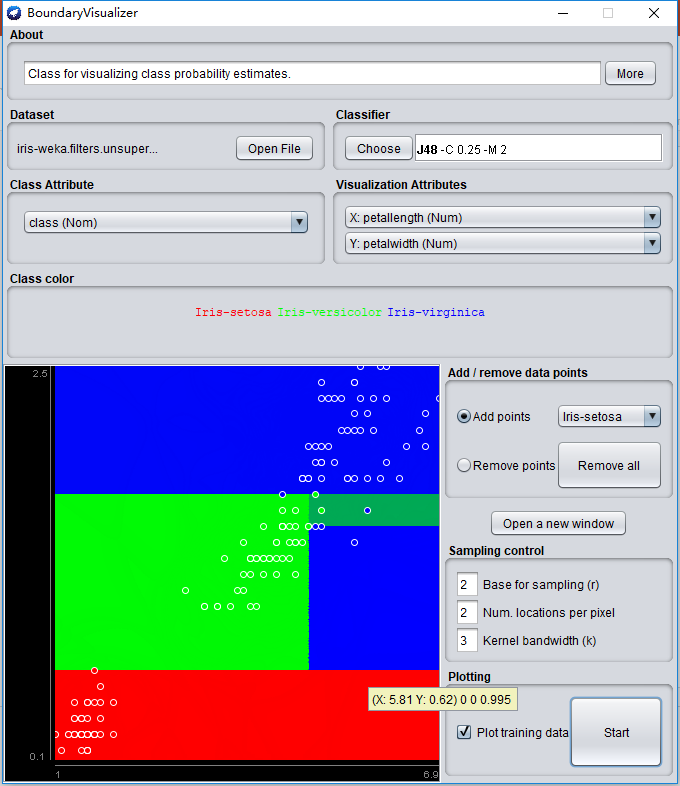 BoundaryVisualizer
About
Class for visualizing class probability estimates.
More
Dataset
iris-weka.filters.unsuper...
Open File
Classifier
Choose
J48 -C 0.25 -M 2
Class Attribute
class (Nom)
Visualization Attributes
X: petallength (Num)
Y: petalwidth (Num)
Class color
Iris-setosa Iris-versicolor Iris-virginica
2.5
0.1
1
6.9
Add / remove data points
Add points
Iris-setosa
Remove points
Remove all
Open a new window
Sampling control
2 Base for sampling (r)
2 Num. locations per pixel
3 Kernel bandwidth (k)
Plotting
(X: 5.81 Y: 0.62) 0 0 0.995
Plot training data
Start